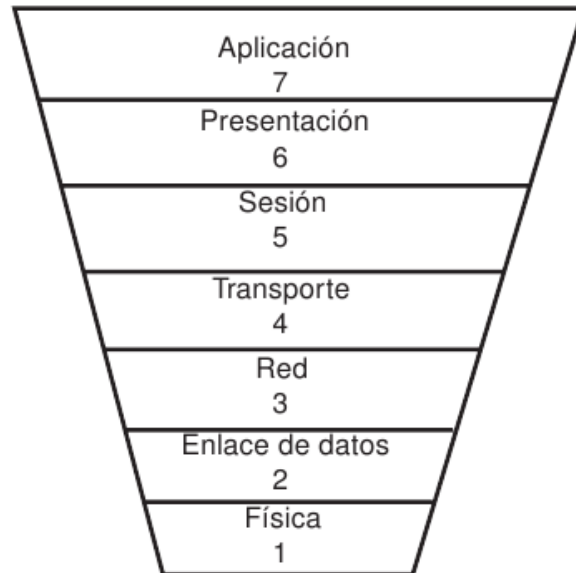 Aplicación
7
Presentación
6
Sesión
5
Transporte
4
Red
3
Enlace de datos
2
Física
1